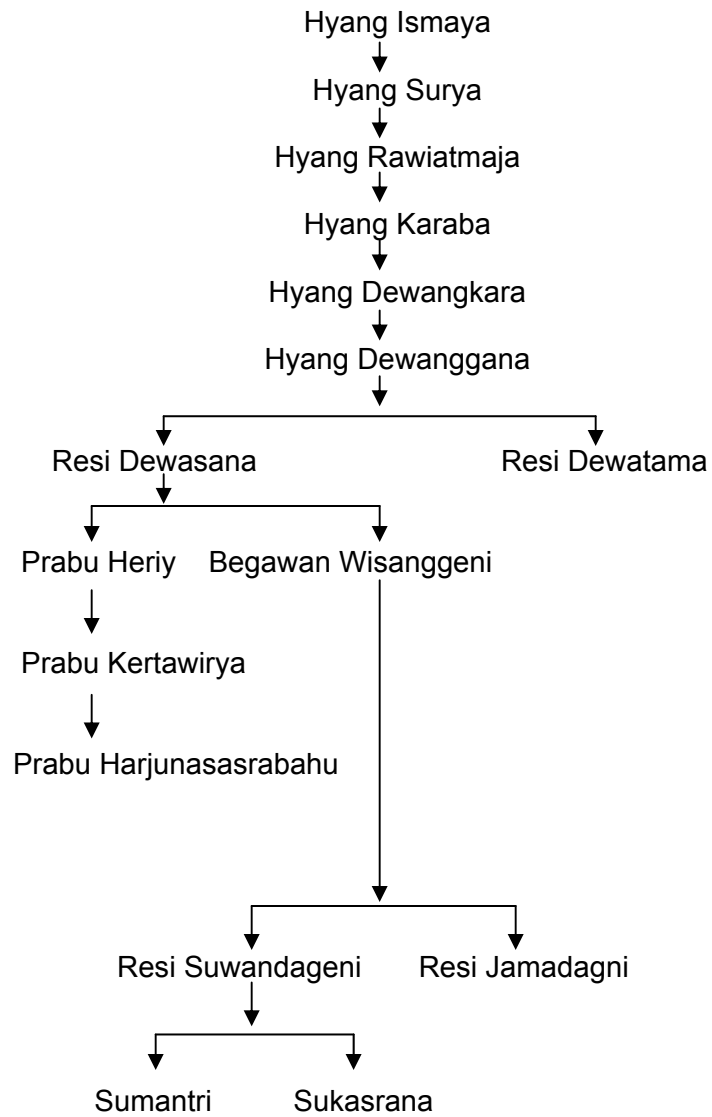 Hyang Ismaya
Hyang Surya
Hyang Rawiatmaja
Hyang Karaba
Hyang Dewangkara
Hyang Dewanggana
Resi Dewasana Resi Dewatama
Prabu Heriy Begawan Wisanggeni
Prabu Kertawirya
Prabu Harjunasasrabahu
Resi Suwandageni Resi Jamadagni
Sumantri Sukasrana